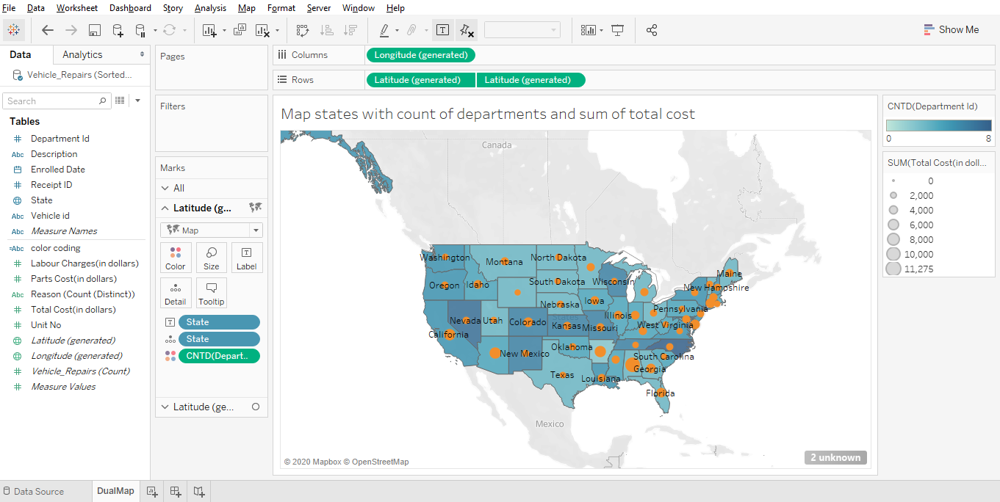 File Data Worksheet Dashboard Story Analysis Map Format Server Window Help
Show Me
Data Analytics
Vehicle_Repairs (Sorted...
Search
Tables
Department Id
Abc Description
Enrolled Date
Receipt ID
State
Abc Vehicle id
Abc Measure Names
=Abc color coding
Labour Charges(in dollars)
Parts Cost(in dollars)
Abc Reason (Count (Distinct))
Total Cost(in dollars)
Unit No
Latitude (generated)
Longitude (generated)
Vehicle_Repairs (Count)
Measure Values
Pages
Filters
Marks
All
Latitude (g...
Map
Color Size Label
Detail Tooltip
State
State
CNTD(Depart..
Latitude (ge...
Columns Longitude (generated)
Rows Latitude (generated) Latitude (generated)
Map states with count of departments and sum of total cost
Canada
Washington
Montana
North Dakota
Maine
Oregon
Idaho
South Dakota
Wisconsin
New Hampshire
Nebraska
Iowa
Pennsylvania
Illinois
United States
Nevada
Utah
Colorado
Kansas
Missouri
West Virginia
California
Oklahoma
New Mexico
South Carolina
Georgia
Texas
Louisiana
Florida
Mexico
© 2020 Mapbox © OpenStreetMap
2 unknown
CNTD(Department Id)
0 8
SUM(Total Cost(in doll...
0
2,000
4,000
6,000
8,000
10,000
11,275
Data Source DualMap